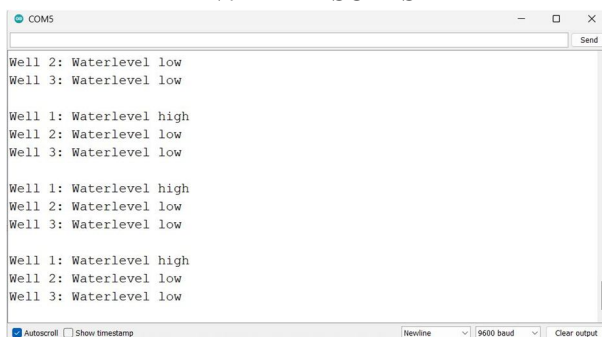 COM5
Send
Well 2: Waterlevel low
Well 3: Waterlevel low
Well 1: Waterlevel high
Well 2: Waterlevel low
Well 3: Waterlevel low
Well 1: Waterlevel high
Well 2: Waterlevel low
Well 3: Waterlevel low
Well 1: Waterlevel high
Well 2: Waterlevel low
Well 3: Waterlevel low
Autoscroll Show timestamp Newline 9600 baud Clear output